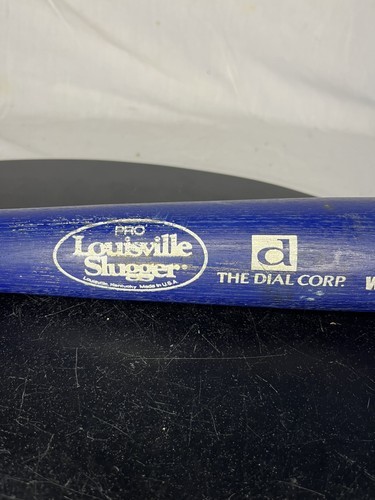 PRO
Louisville
Slugger®
Louisville, Kentucky Made in U.S.A
d
THE DIAL CORP.